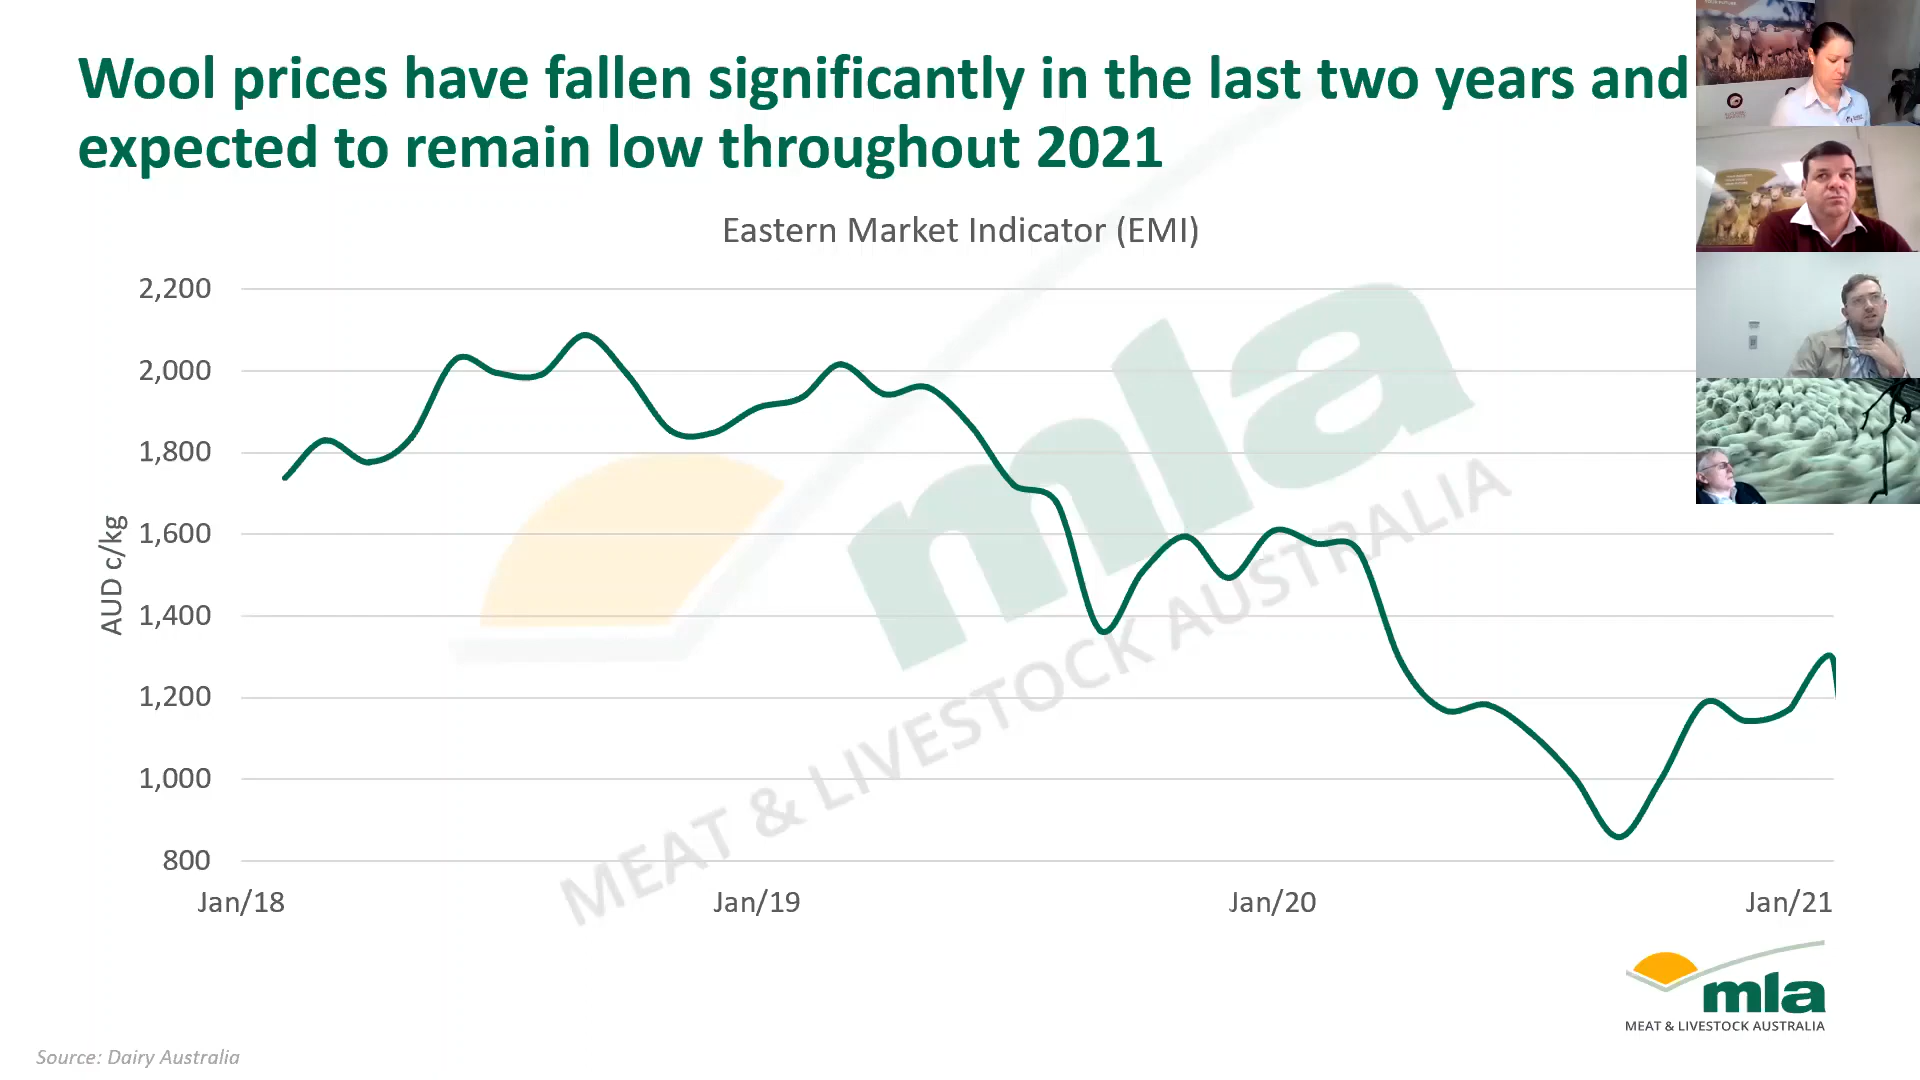 Wool prices have fallen significantly in the last two years and
expected to remain low throughout 2021
Eastern Market Indicator (EMI)
AUD c/kg
2,200
2,000
1,800
1,600
1,400
1,200
1,000
800
Jan/18
Jan/19
Jan/20
Jan/21
mla
MEAT & LIVESTOCK AUSTRALIA
mla
MEAT & LIVESTOCK AUSTRALIA
Source: Dairy Australia